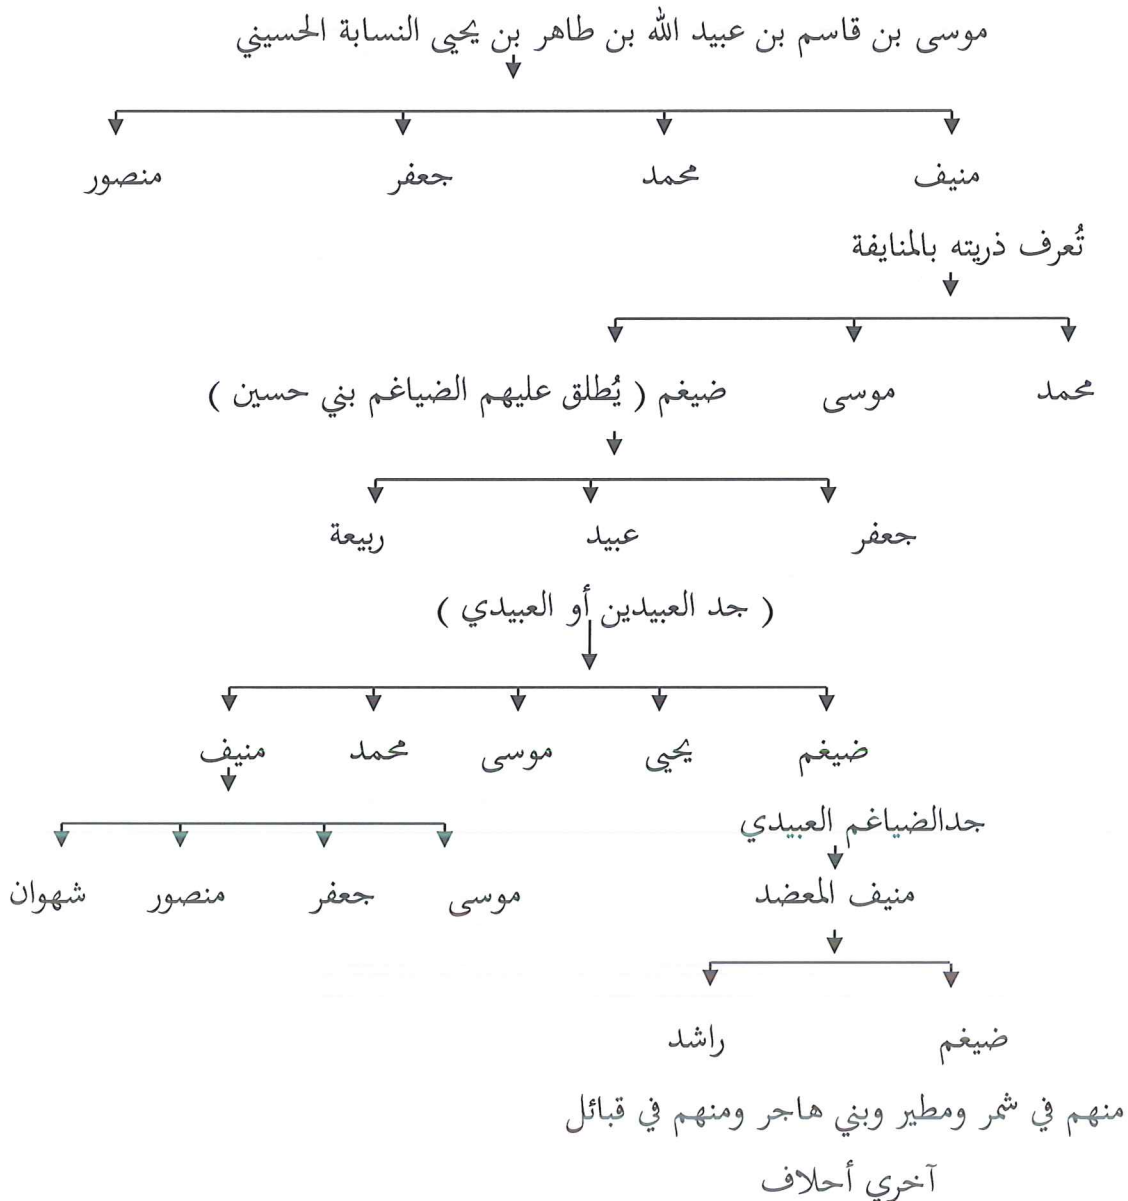 موسى بن قاسم بن عبيد الله بن طاهر بن يحيى النسابة الحسيني
منيف محمد جعفر منصور
تُعرف ذريته بالمنايفة
محمد موسى ضيغم ( يُطلق عليهم الضياغم بني حسين )
جعفر عبيد ربيعة
( جد العبيدين أو العبيدي )
ضيغم يحيى موسى محمد منيف
جدالضياغم العبيدي
منيف المعضد موسى جعفر منصور شهوان
ضيغم راشد
منهم في شمر ومطير وبني هاجر ومنهم في قبائل
آخري أحلاف